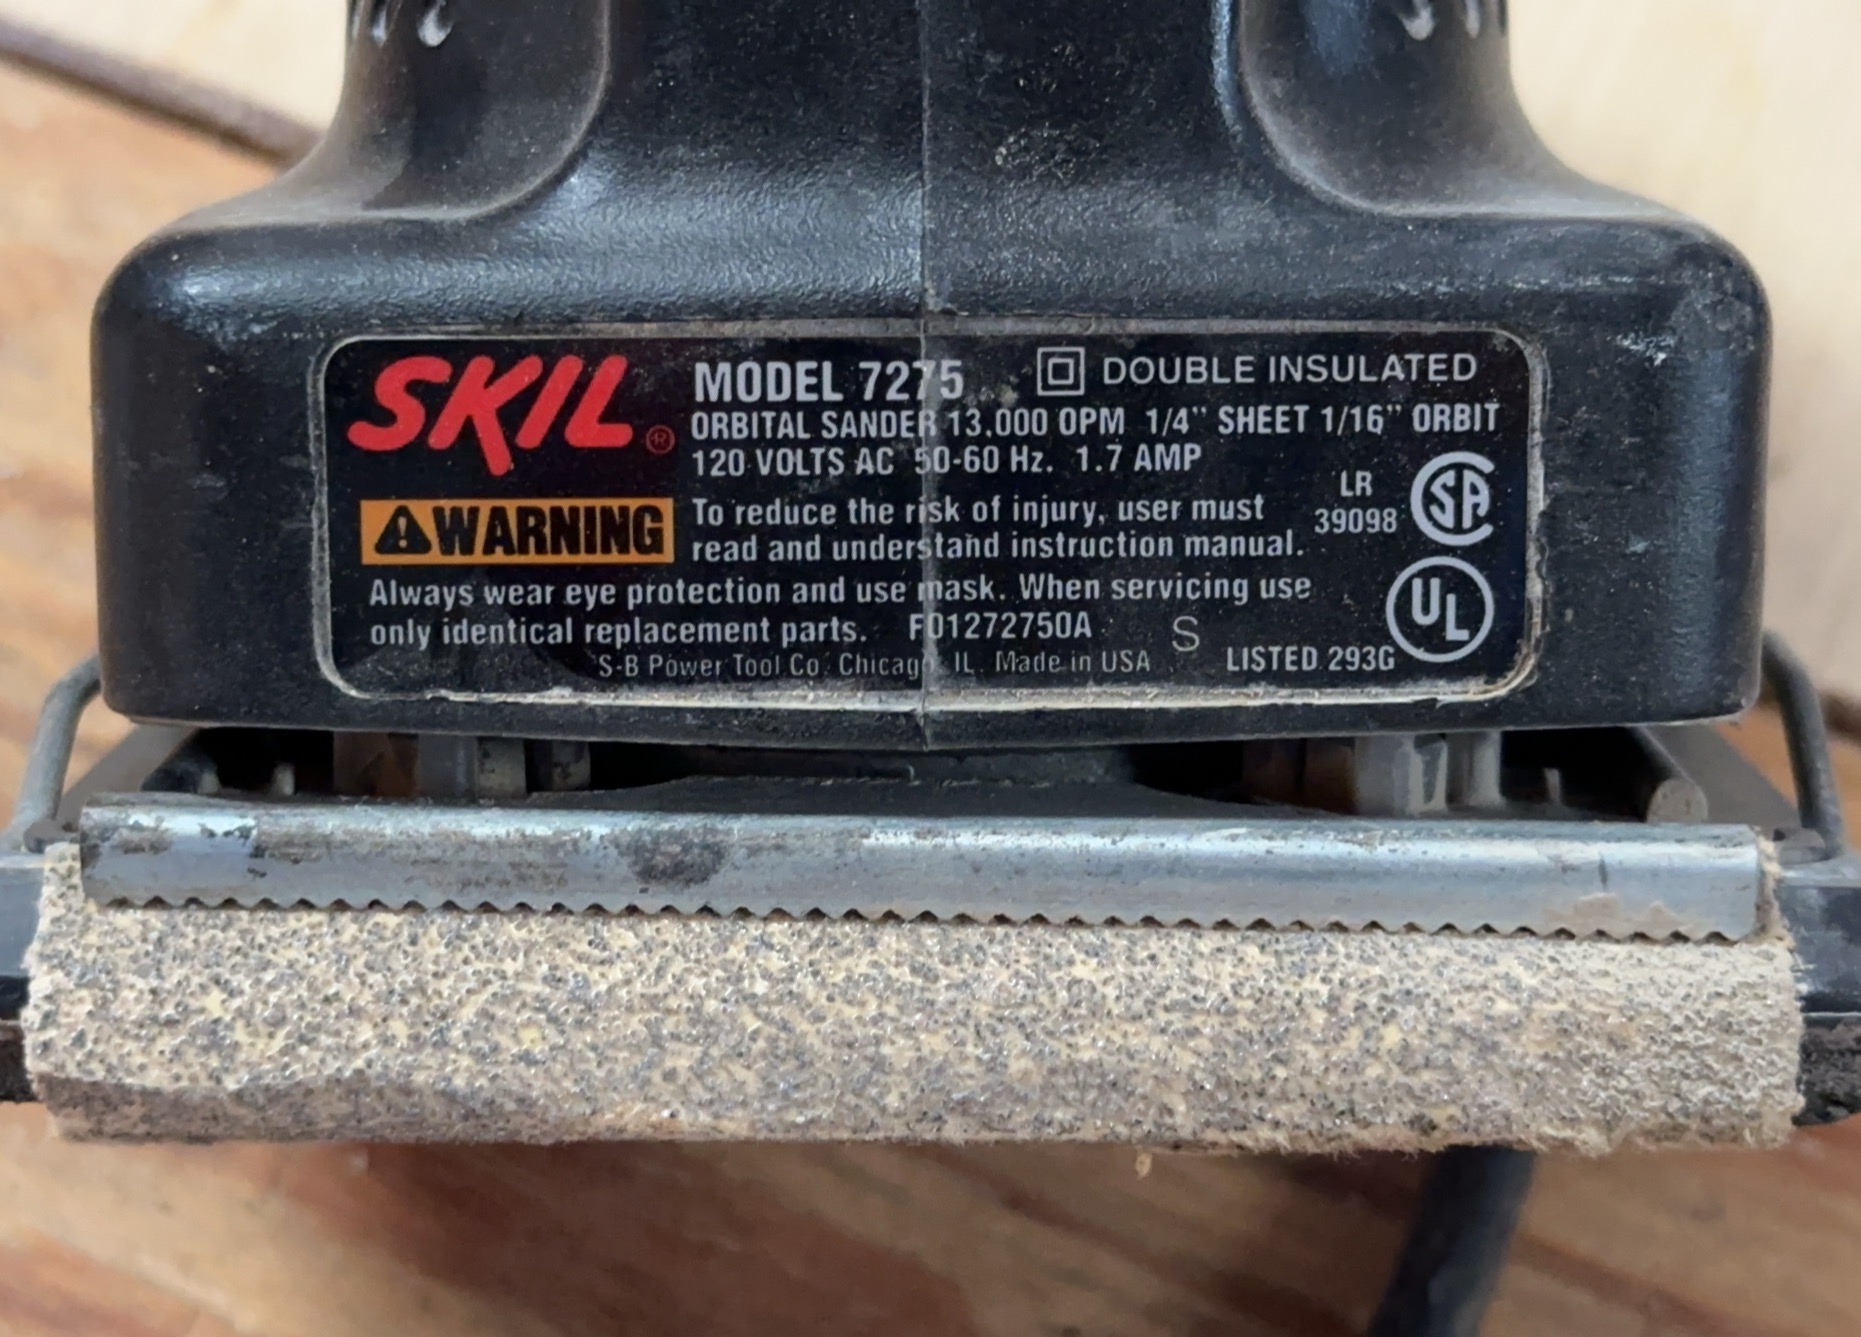 SKIL®
MODEL 7275 DOUBLE INSULATED
ORBITAL SANDER 13,000 OPM 1/4" SHEET 1/16" ORBIT
120 VOLTS AC 50-60 Hz. 1.7 AMP
⚠WARNING
To reduce the risk of injury, user must
read and understand instruction manual.
LR
39098
CSA
Always wear eye protection and use mask. When servicing use
only identical replacement parts. F01272750A S
S-B Power Tool Co. Chicago IL. Made in USA
UL
LISTED 293G